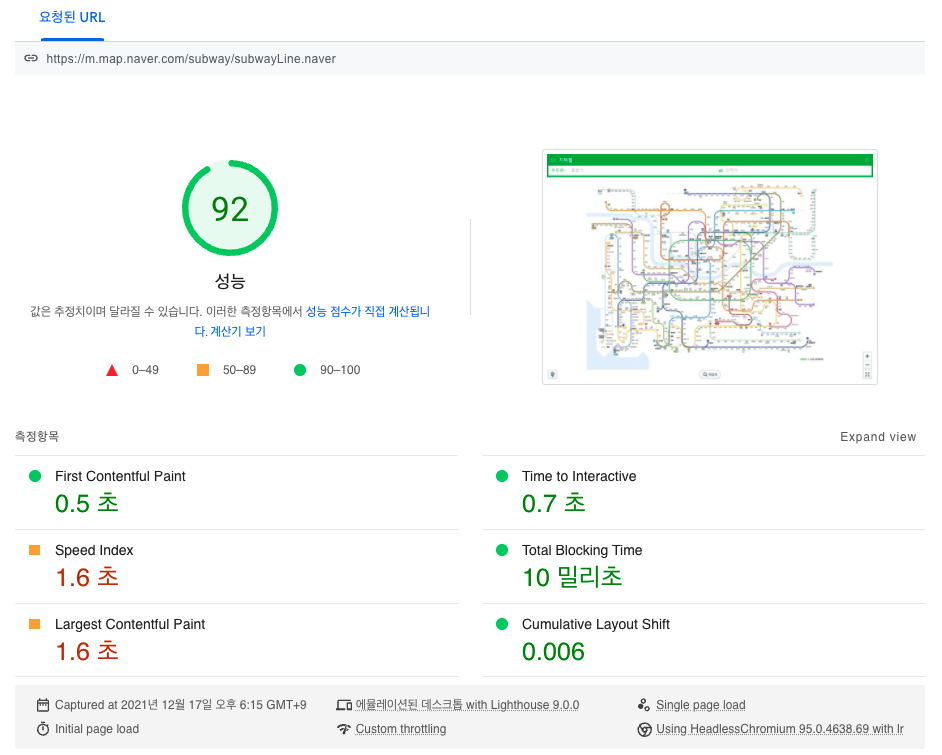 요청된 URL
https://m.map.naver.com/subway/subwayLine.naver
92
성능
값은 추정치이며 달라질 수 있습니다. 이러한 측정항목에서 성능 점수가 직접 계산됩니
다. 계산기 보기
0–49
50–89
90–100
측정항목
Expand view
First Contentful Paint
0.5 초
Time to Interactive
0.7 초
Speed Index
1.6 초
Total Blocking Time
10 밀리초
Largest Contentful Paint
1.6 초
Cumulative Layout Shift
0.006
Captured at 2021년 12월 17일 오후 6:15 GMT+9
에뮬레이션된 데스크톱 with Lighthouse 9.0.0
Single page load
Initial page load
Custom throttling
Using HeadlessChromium 95.0.4638.69 with lr